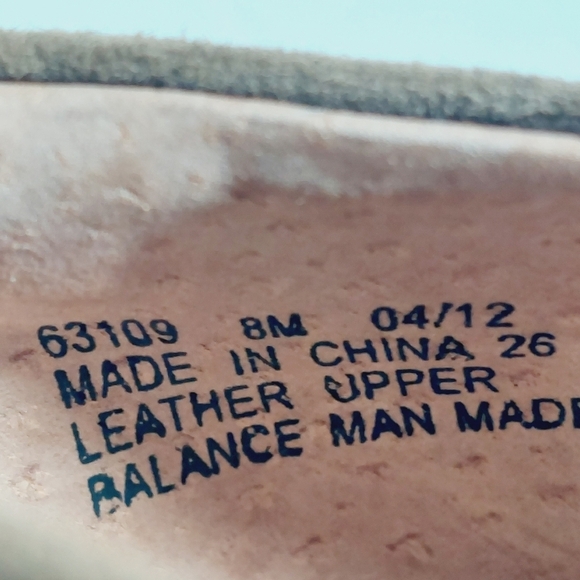 63109 8M 04/12
MADE IN CHINA 26
LEATHER UPPER
BALANCE MAN MADE